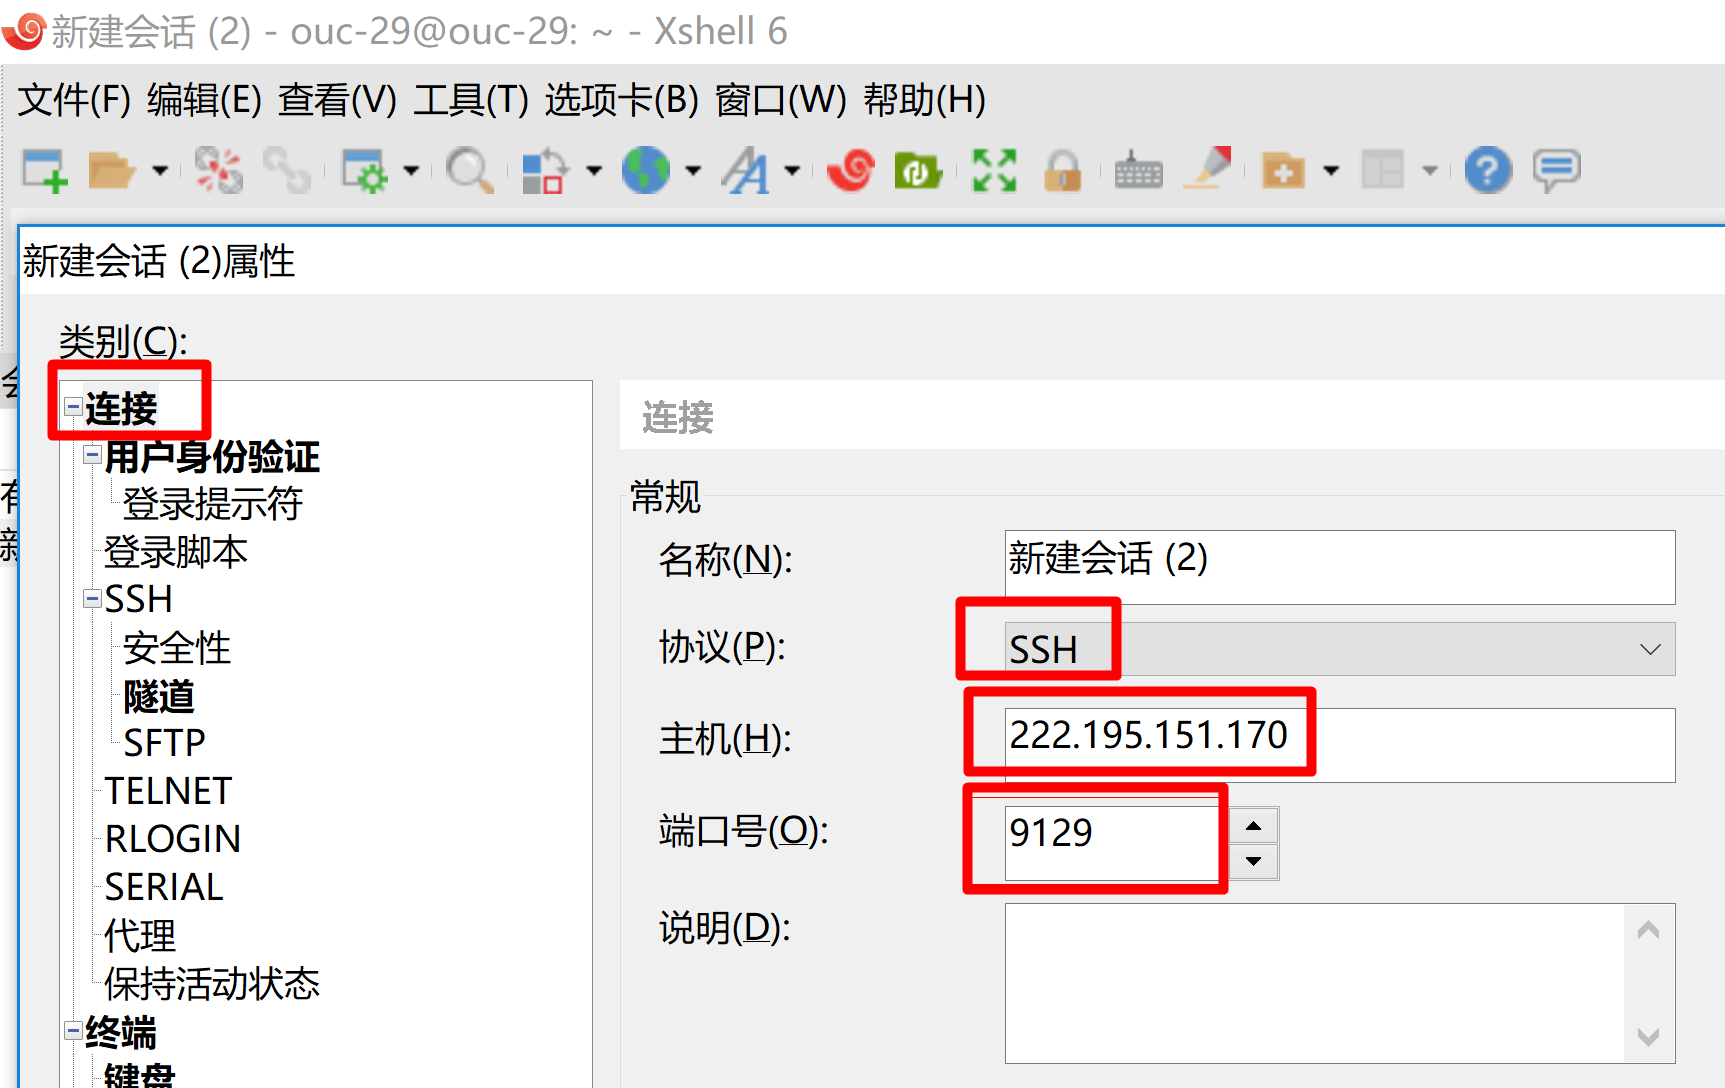 新建会话 (2) - ouc-29@ouc-29: ~ - Xshell 6
文件(F) 编辑(E) 查看(V) 工具(T) 选项卡(B) 窗口(W) 帮助(H)
新建会话 (2)属性
类别(C):
连接
用户身份验证
登录提示符
登录脚本
SSH
安全性
隧道
SFTP
TELNET
RLOGIN
SERIAL
代理
保持活动状态
终端
键盘
连接
常规
名称(N):
新建会话 (2)
协议(P):
SSH
主机(H):
222.195.151.170
端口号(O):
9129
说明(D):